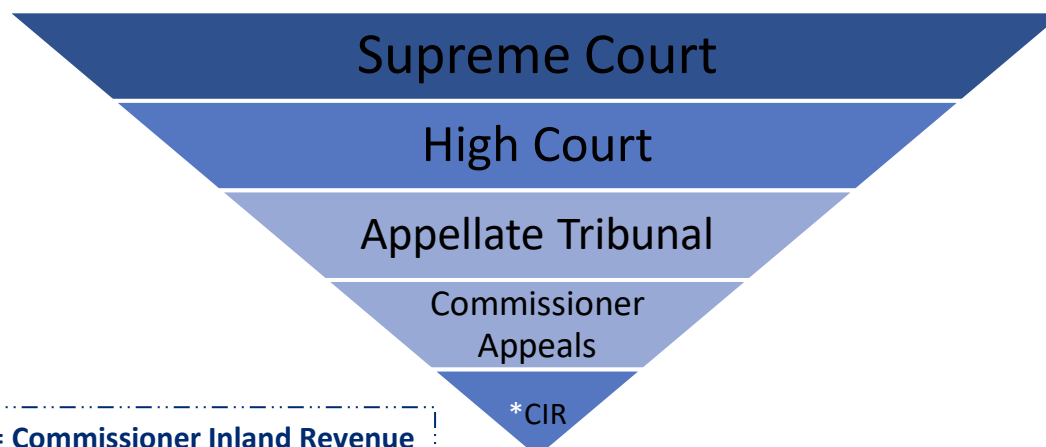 Supreme Court
High Court
Appellate Tribunal
Commissioner
Appeals
*CIR
= Commissioner Inland Revenue